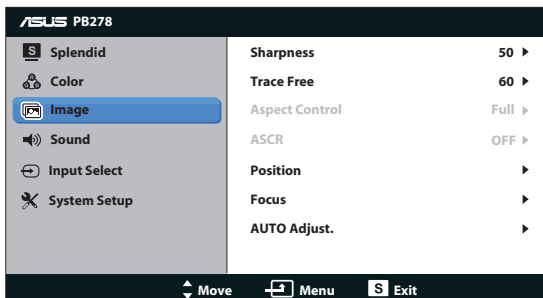 ASUS PB278
S Splendid
Color
Image
Sound
Input Select
System Setup
Sharpness 50
Trace Free 60
Aspect Control Full
ASCR OFF
Position
Focus
AUTO Adjust.
Move Menu S Exit